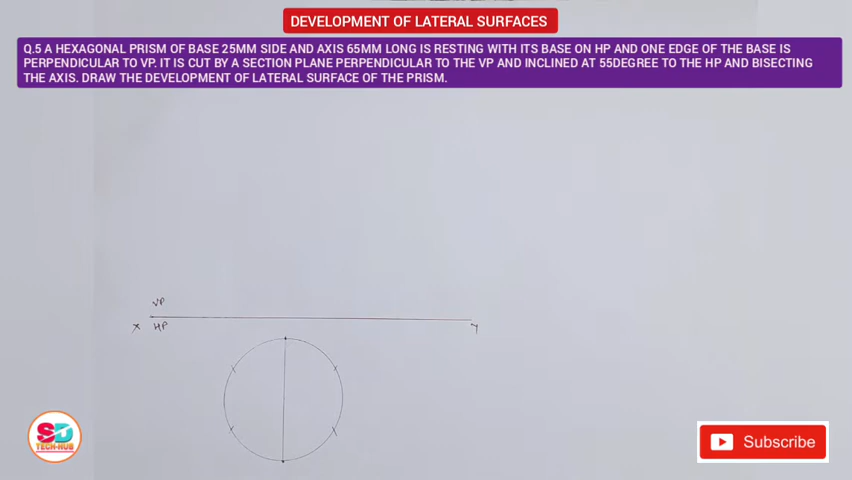 DEVELOPMENT OF LATERAL SURFACES
Q.5 A HEXAGONAL PRISM OF BASE 25MM SIDE AND AXIS 65MM LONG IS RESTING WITH ITS BASE ON HP AND ONE EDGE OF THE BASE IS
PERPENDICULAR TO VP. IT IS CUT BY A SECTION PLANE PERPENDICULAR TO THE VP AND INCLINED AT 55DEGREE TO THE HP AND BISECTING
THE AXIS. DRAW THE DEVELOPMENT OF LATERAL SURFACE OF THE PRISM.
VP
X HP Y
SD
TECH-HUB
Subscribe